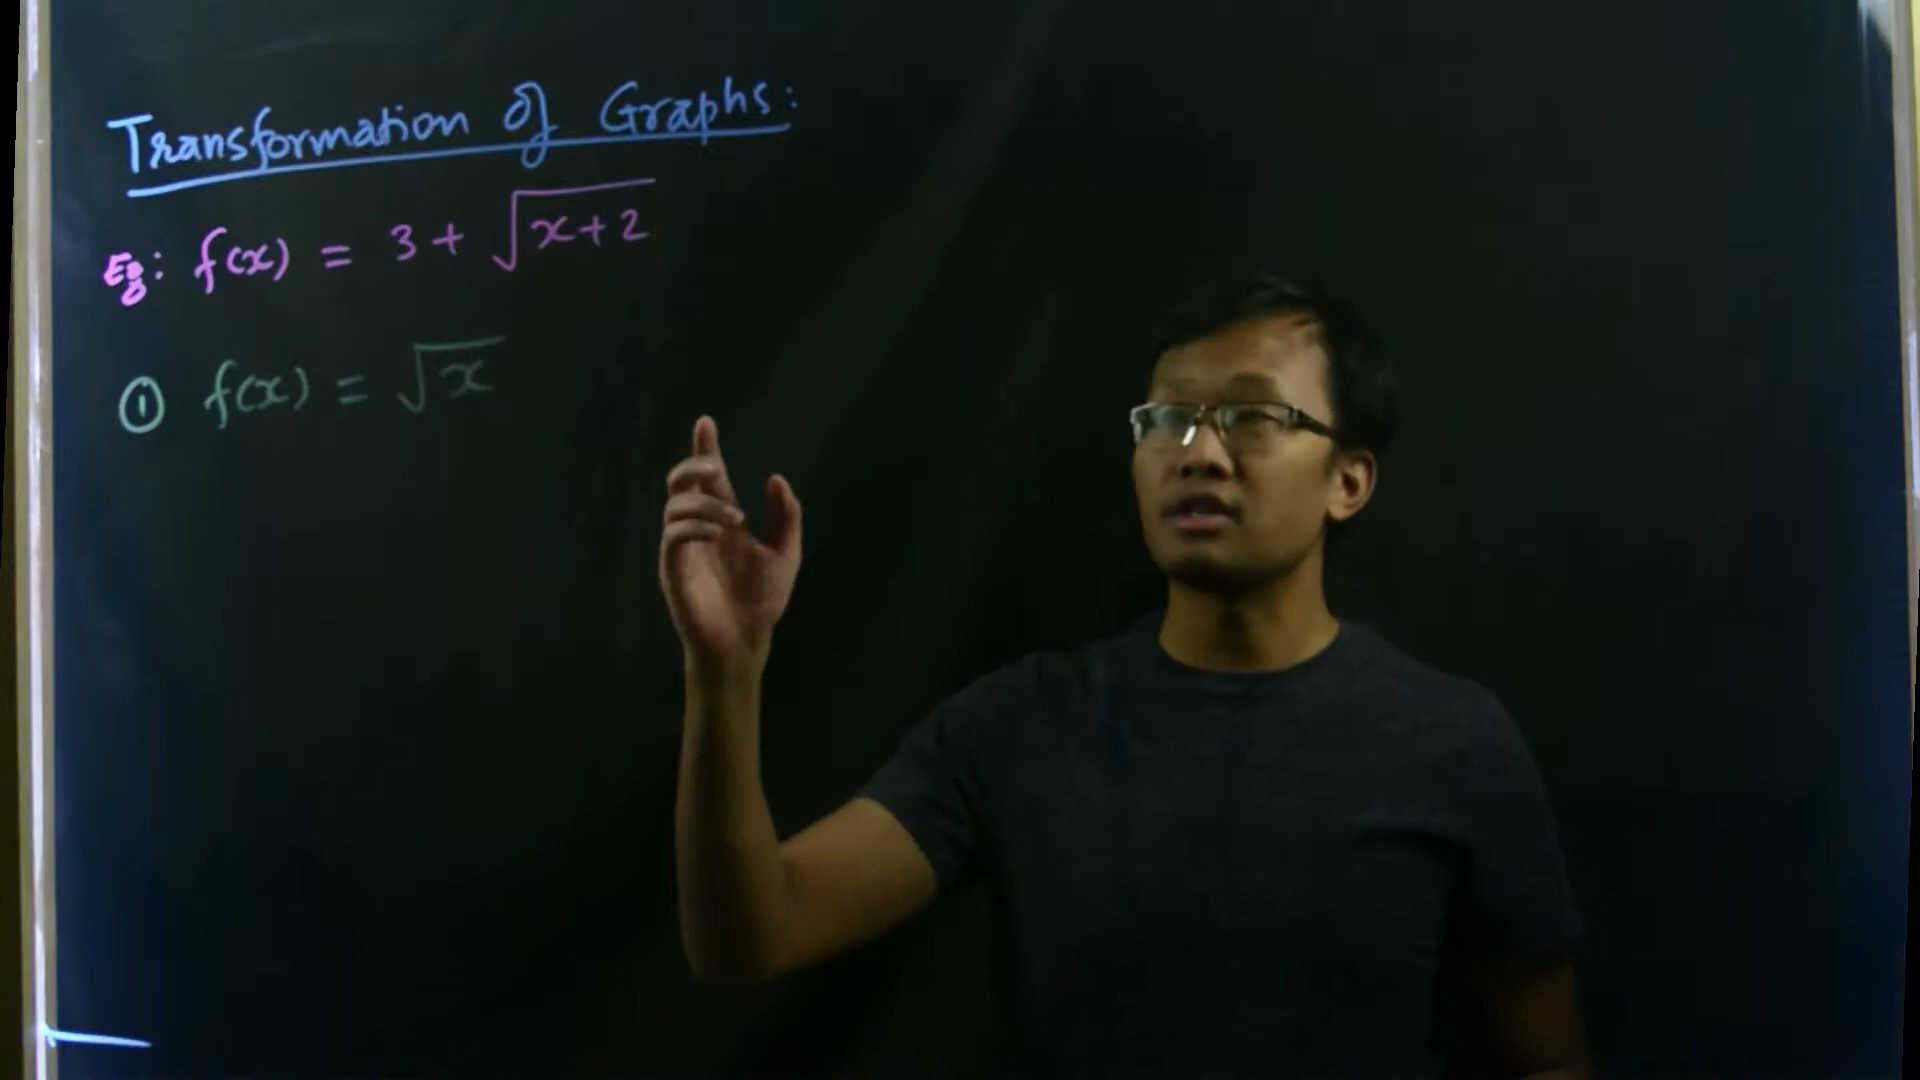 Transformation of Graphs:
Eg: f(x) = 3 + √(x+2)
① f(x) = √x